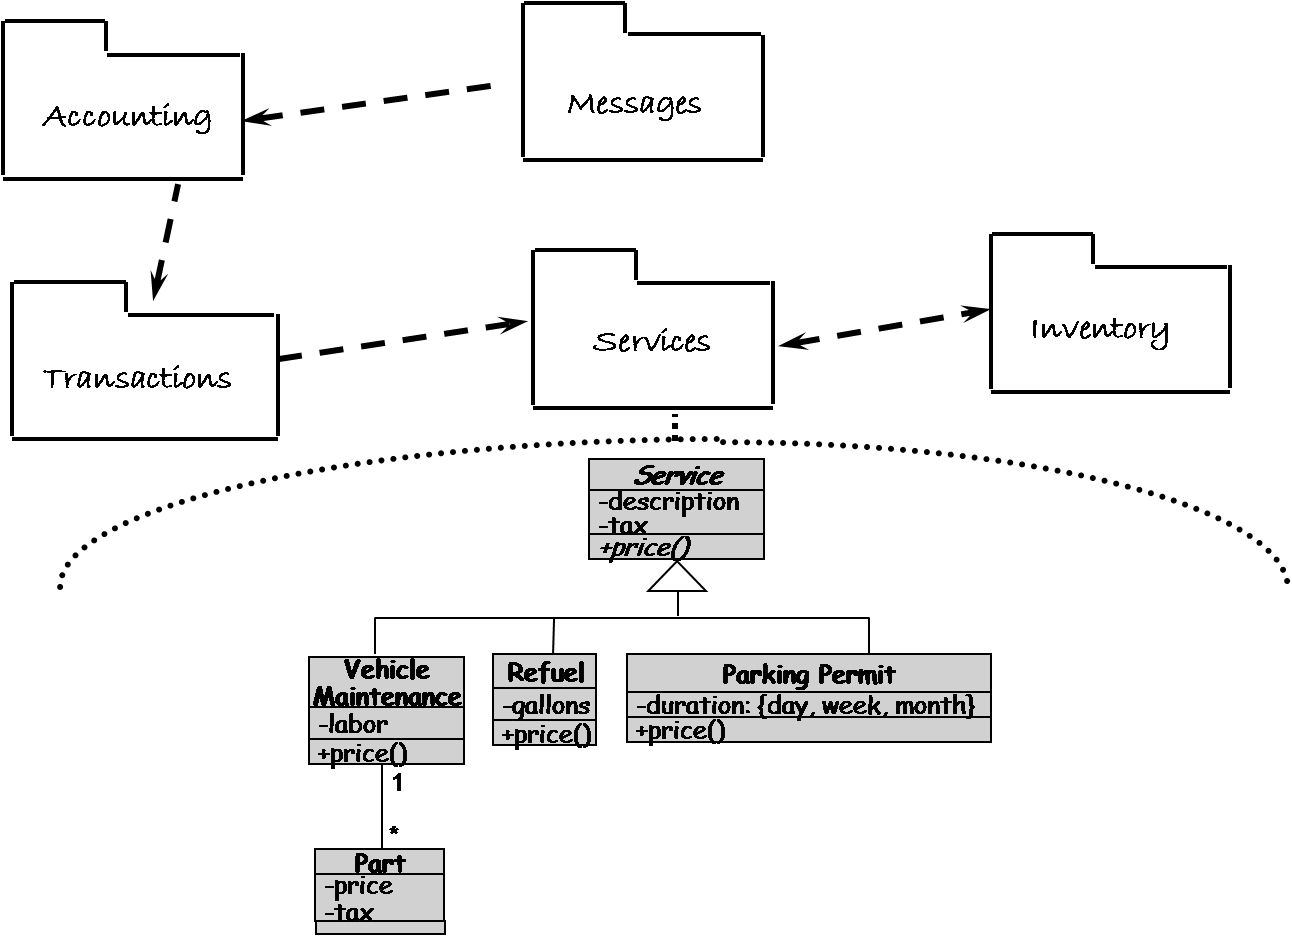 Messages
Accounting
Services
Inventory
Transactions
Service
-description
-tax
+price()
Vehicle
Maintenance
-labor
+price()
Refuel
-gallons
+price()
Parking Permit
-duration: {day, week, month}
+price()
1
*
Part
-price
-tax